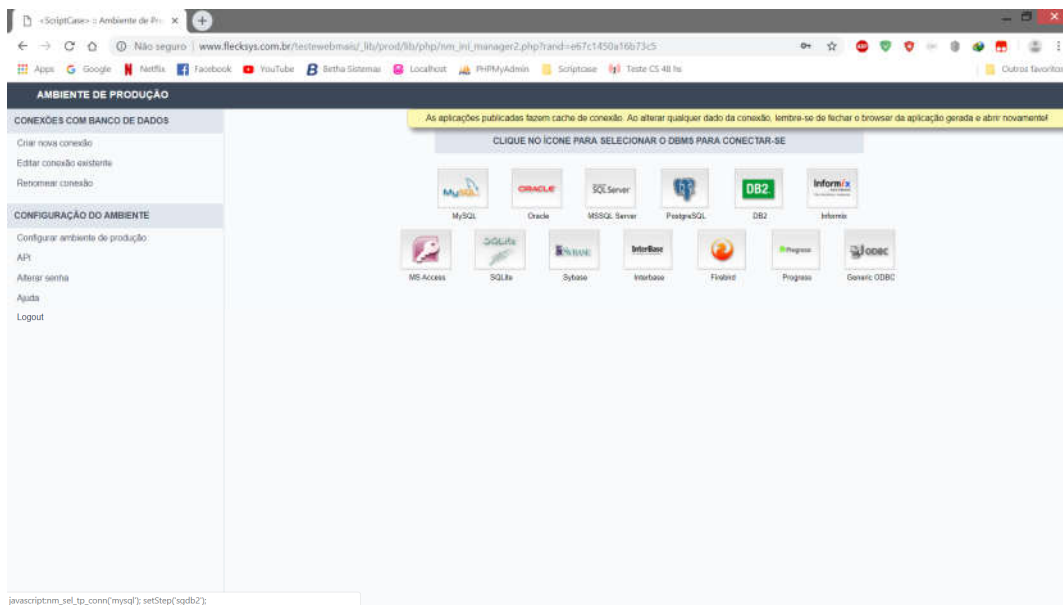 <ScriptCase> :: Ambiente de Pr
Não seguro | www.flecksys.com.br/testewebmais/_lib/prod/lib/php/nm_ini_manager2.php?rand=e67c1450a16b73c5
Apps Google Netflix Facebook YouTube Betha Sistemas Localhost PHPMyAdmin Scriptcase Teste CS 48 hs Outros favoritos
AMBIENTE DE PRODUÇÃO
As aplicações publicadas fazem cache de conexão. Ao alterar qualquer dado da conexão, lembre-se de fechar o browser da aplicação gerada e abrir novamente!
CONEXÕES COM BANCO DE DADOS
Criar nova conexão
Editar conexão existente
Renomear conexão
CONFIGURAÇÃO DO AMBIENTE
Configurar ambiente de produção
API
Alterar senha
Ajuda
Logout
CLIQUE NO ÍCONE PARA SELECIONAR O DBMS PARA CONECTAR-SE
MySQL ORACLE SQL Server DB2 Informix
MySQL Oracle MSSQL Server PostgreSQL DB2 Informix
SQLite SYBASE InterBase Progress ODBC
MS Access SQLite Sybase Interbase Firebird Progress Generic ODBC
javascript:nm_sel_tp_conn('mysql'); setStep('sqdb2');